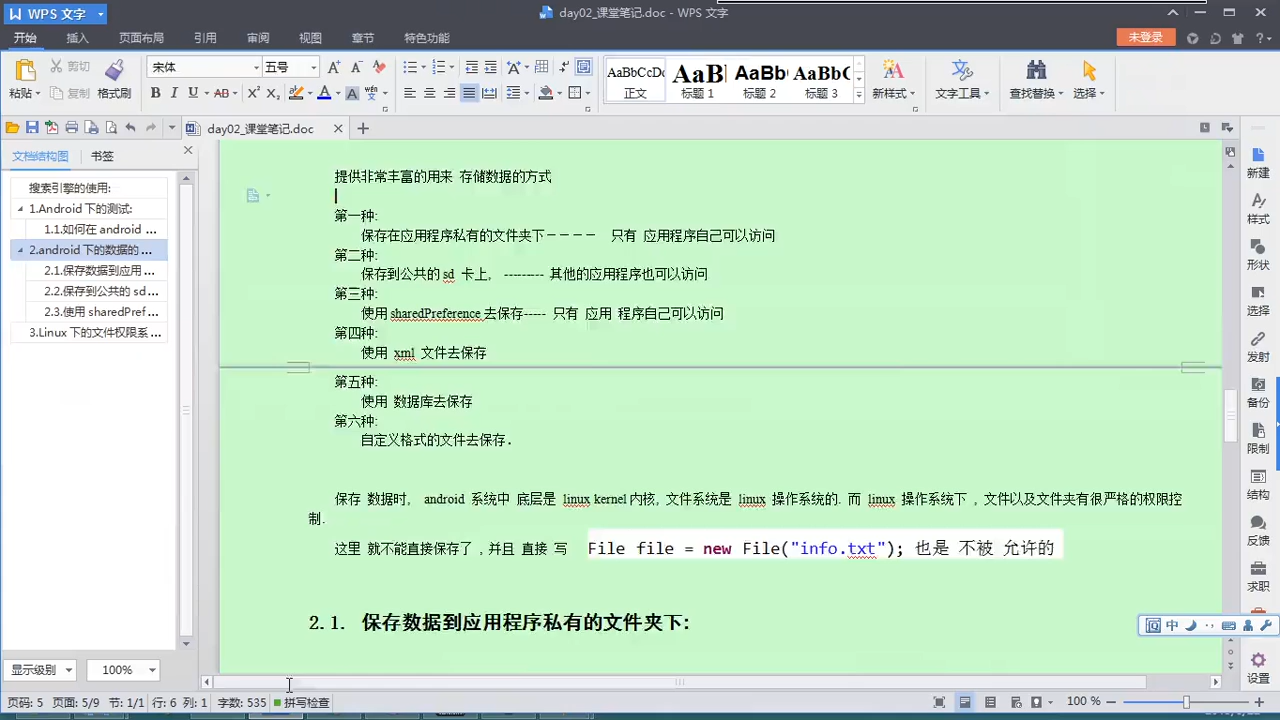 WPS 文字
day02_课堂笔记.doc - WPS 文字
开始 插入 页面布局 引用 审阅 视图 章节 特色功能
未登录
粘贴 剪切 复制 格式刷
宋体 五号
AaBbCcDc AaBl AaBb( AaBbC
正文 标题 1 标题 2 标题 3
新样式 文字工具 查找替换 选择
day02_课堂笔记.doc
文档结构图 书签
搜索引擎的使用:
1.Android 下的测试:
1.1.如何在 android ...
2.android 下的数据的 ...
2.1.保存数据到应用 ...
2.2.保存到公共的 sd ...
2.3.使用 sharedPref ...
3.Linux 下的文件权限系 ...
提供非常丰富的用来 存储数据的方式
第一种:
保存在应用程序私有的文件夹下---- 只有 应用程序自己可以访问
第二种:
保存到公共的 sd 卡上, --------- 其他的应用程序也可以访问
第三种:
使用 sharedPreference 去保存----- 只有 应用 程序自己可以访问
第四种:
使用 xml 文件去保存
第五种:
使用 数据库去保存
第六种:
自定义格式的文件去保存.
保存 数据时, android 系统中 底层是 linux kernel 内核, 文件系统是 linux 操作系统的. 而 linux 操作系统下 , 文件以及文件夹有很严格的权限控
制.
这里 就不能直接保存了 , 并且 直接 写 File file = new File("info.txt"); 也是 不被 允许的
2.1. 保存数据到应用程序私有的文件夹下:
新建
样式
形状
选择
发射
备份
限制
结构
反馈
求职
设置
中
显示级别 100%
页码: 5 页面: 5/9 节: 1/1 行: 6 列: 1 字数: 535 拼写检查 100 %